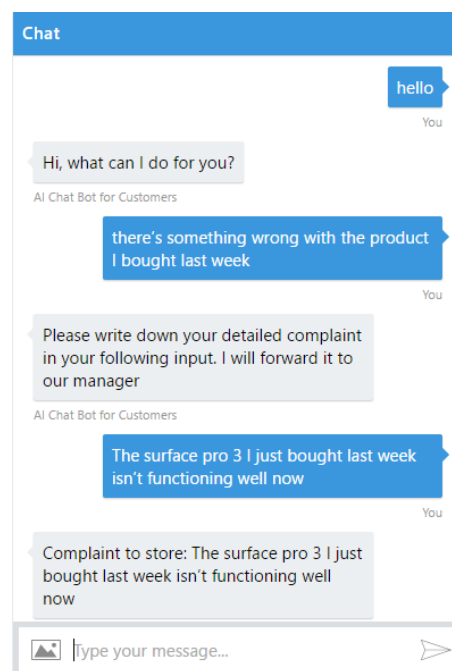 Chat
hello
You
Hi, what can I do for you?
AI Chat Bot for Customers
there's something wrong with the product
I bought last week
You
Please write down your detailed complaint
in your following input. I will forward it to
our manager
AI Chat Bot for Customers
The surface pro 3 I just bought last week
isn't functioning well now
You
Complaint to store: The surface pro 3 I just
bought last week isn't functioning well
now
Type your message...